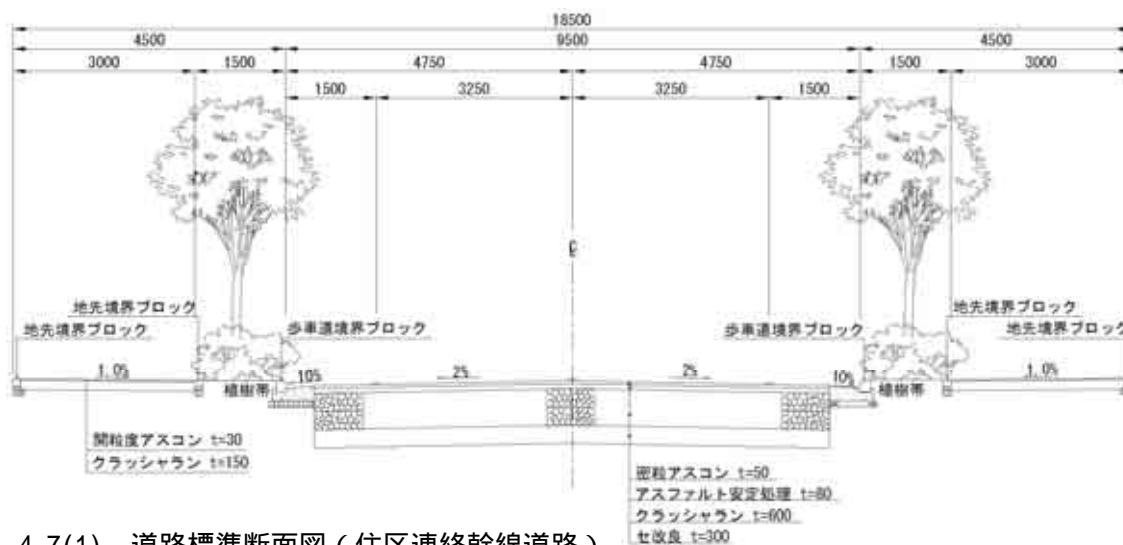 18500
4500 9500 4500
3000 1500 4750 4750 1500 3000
1500 3250 3250 1500
地先境界ブロック 地先境界ブロック
地先境界ブロック 歩車道境界ブロック 歩車道境界ブロック 地先境界ブロック
1.0% 植樹帯 10% 2% 2% 10% 植樹帯 1.0%
開粒度アスコン t=30
クラッシャラン t=150
密粒アスコン t=50
アスファルト安定処理 t=80
クラッシャラン t=600
セ改良 t=300
4-7(1) 道路標準断面図(住区連絡幹線道路)